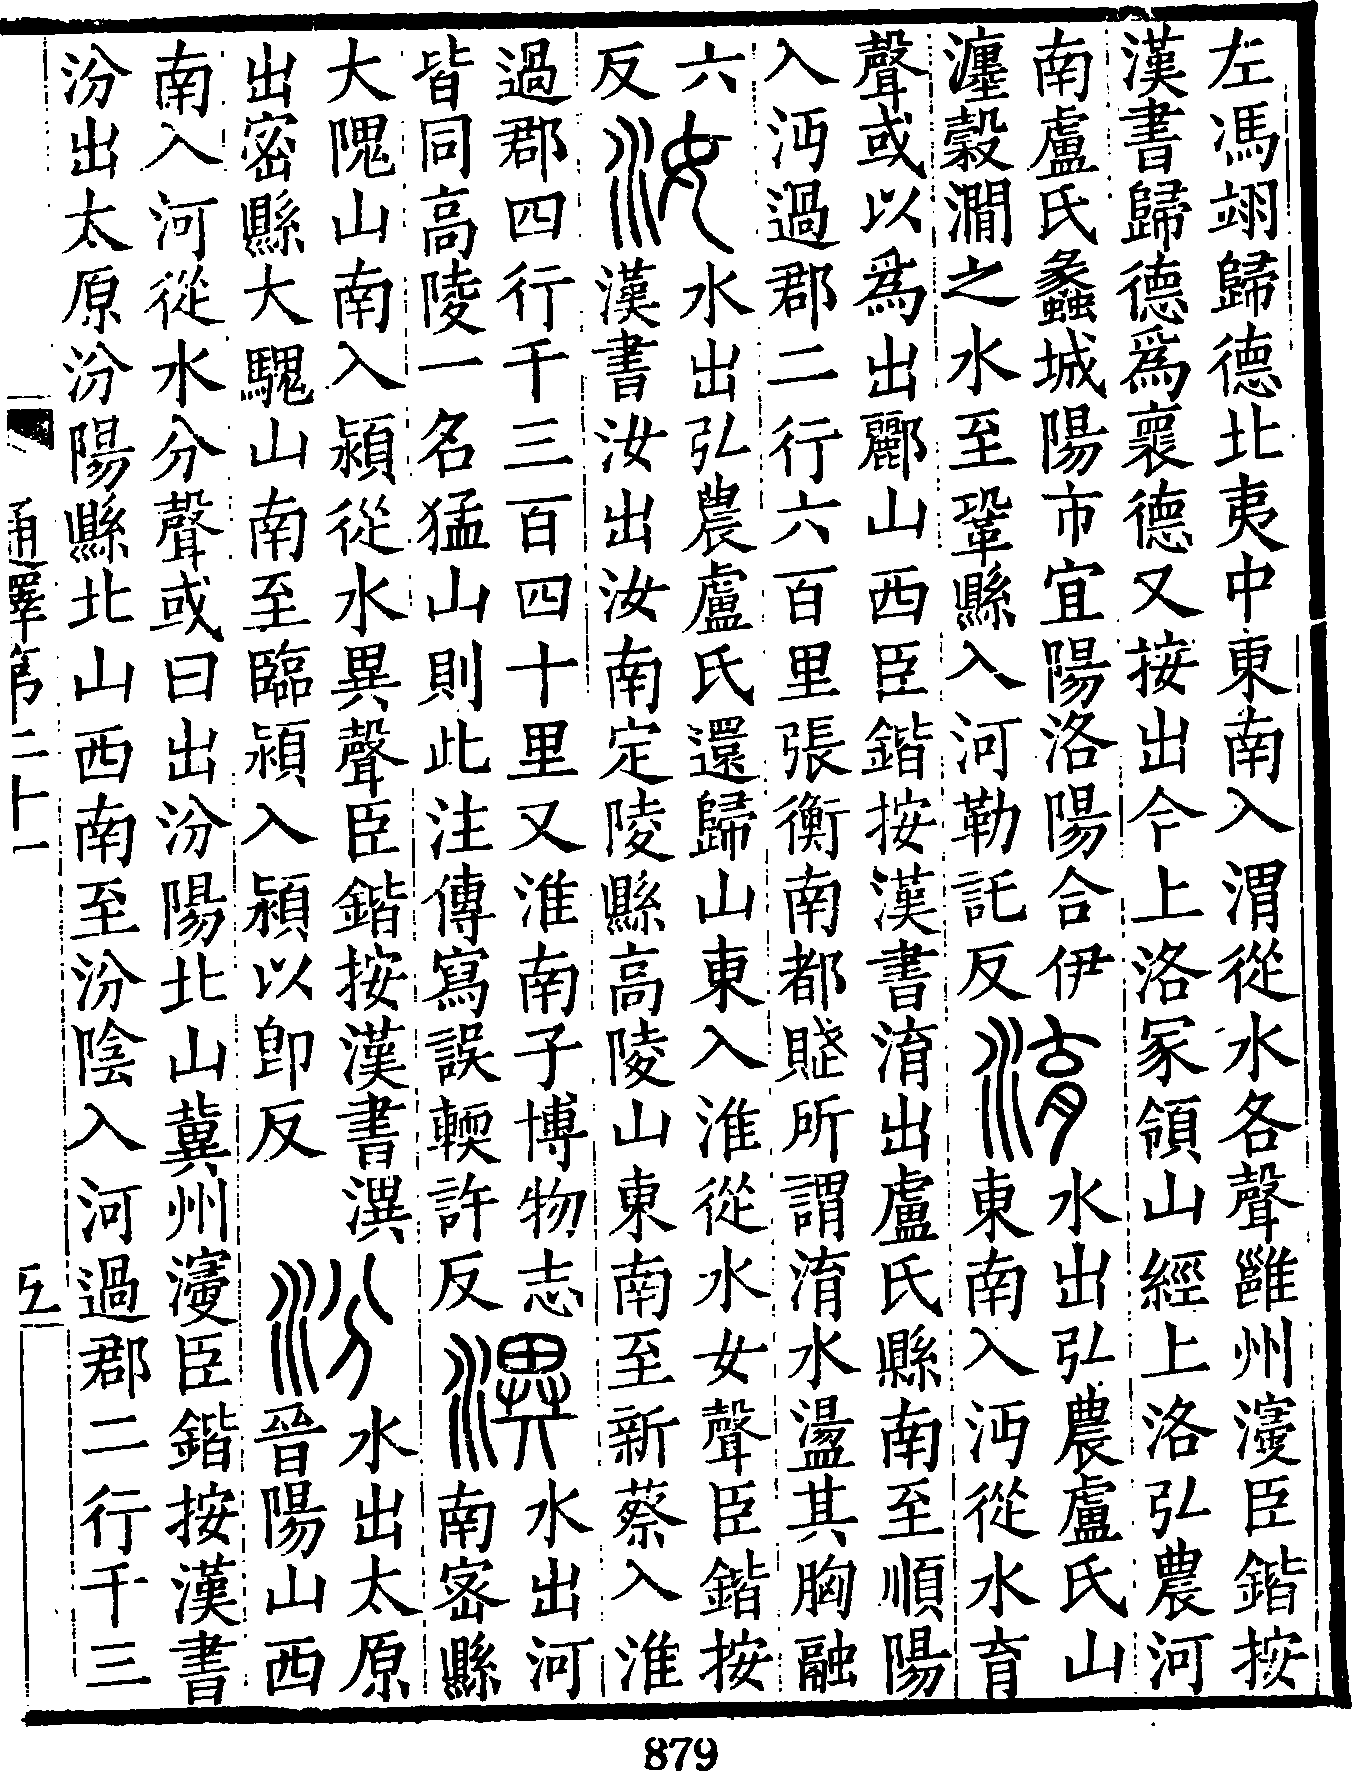 左馮翊歸德北夷中東南入渭從水各聲雝州濅臣鍇按
漢書歸德爲襄德又按出今上洛冢領山經上洛弘農河
南盧氏蠡城陽市宜陽洛陽合伊
瀍穀澗之水至鞏縣入河勒託反
淯
水出弘農盧氏山
東南入沔從水育
聲或以爲出酈山西臣鍇按漢書淯出盧氏縣南至順陽
入沔過郡二行六百里張衡南都賦所謂淯水盪其胸融
六
反
汝
水出弘農盧氏還歸山東入淮從水女聲臣鍇按
漢書汝出汝南定陵縣高陵山東南至新蔡入淮
過郡四行千三百四十里又淮南子博物志
皆同高陵一名猛山則此注傳寫誤輭許反
潩
水出河
南密縣
大隗山南入潁從水異聲臣鍇按漢書潩
出密縣大騩山南至臨潁入潁以卽反
汾
水出太原
晉陽山西
南入河從水分聲或曰出汾陽北山冀州濅臣鍇按漢書
汾出太原汾陽縣北山西南至汾陰入河過郡二行千三
通釋第二十一
五
879